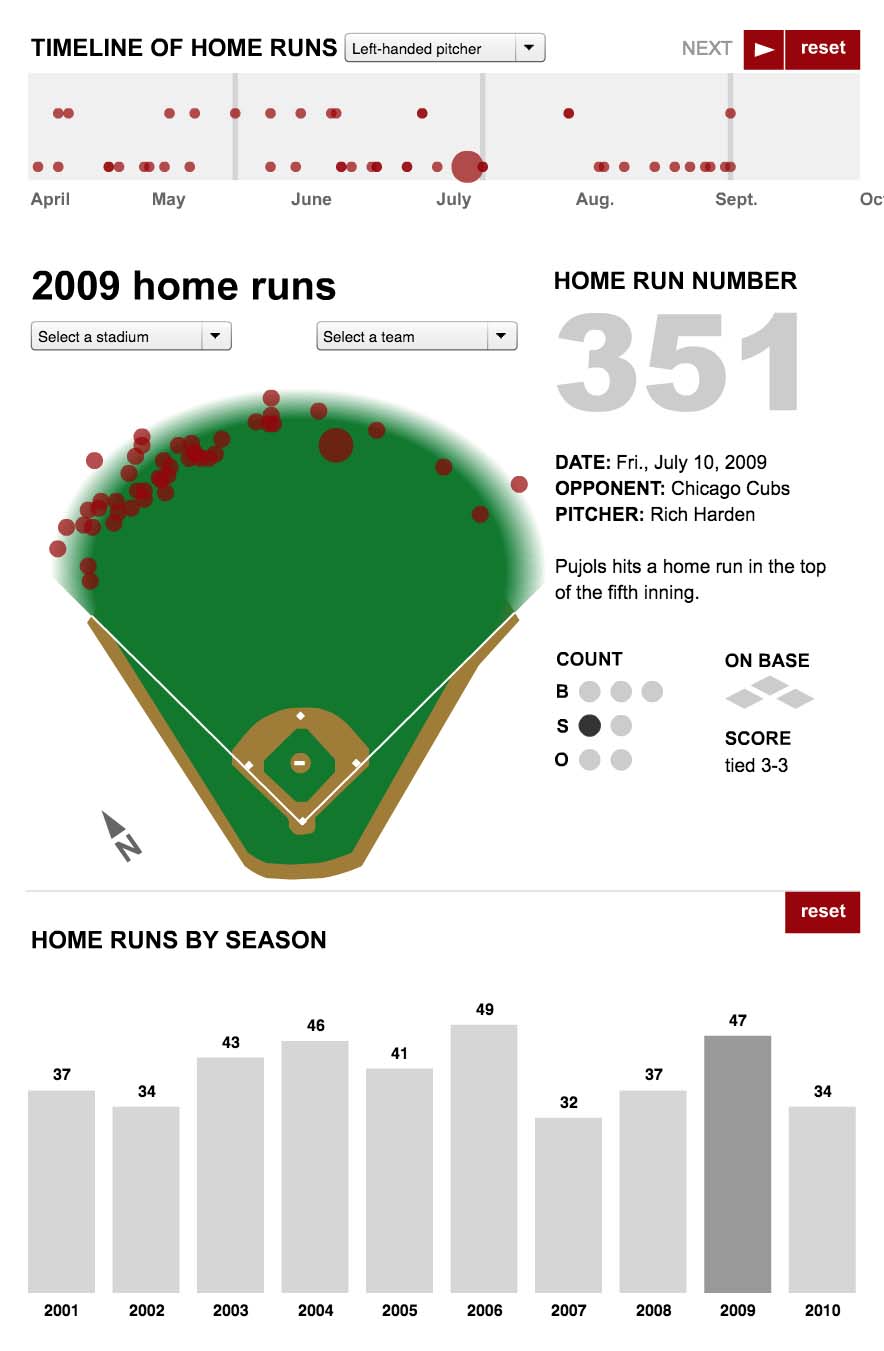 TIMELINE OF HOME RUNS Left-handed pitcher NEXT reset
April May June July Aug. Sept. Oc
2009 home runs
Select a stadium Select a team
HOME RUN NUMBER
351
DATE: Fri., July 10, 2009
OPPONENT: Chicago Cubs
PITCHER: Rich Harden
Pujols hits a home run in the top
of the fifth inning.
COUNT
B
S
O
ON BASE
SCORE
tied 3-3
N
reset
HOME RUNS BY SEASON
37 34 43 46 41 49 32 37 47 34
2001 2002 2003 2004 2005 2006 2007 2008 2009 2010